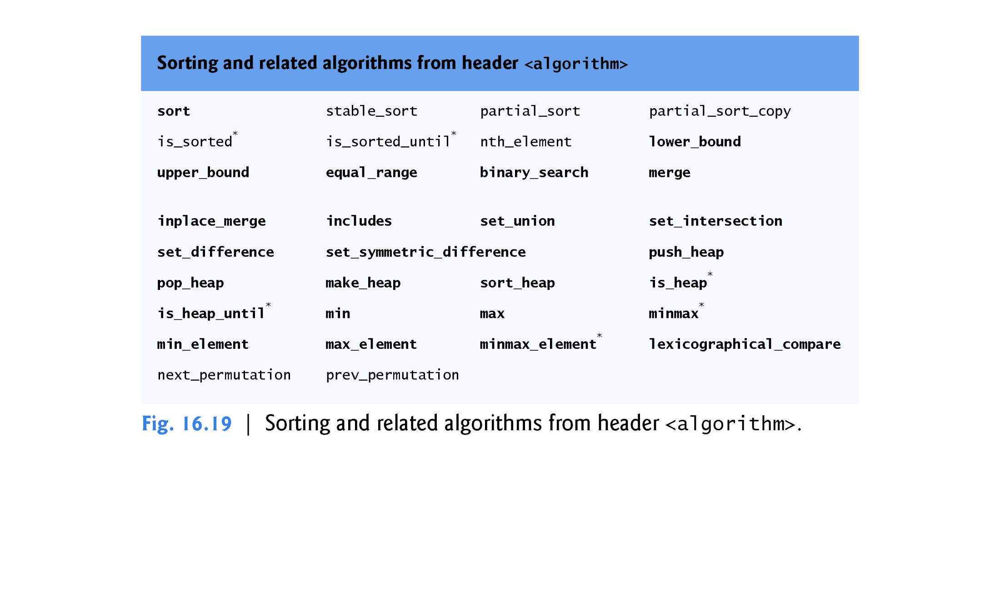 Sorting and related algorithms from header <algorithm>
sort stable_sort partial_sort partial_sort_copy
is_sorted* is_sorted_until* nth_element lower_bound
upper_bound equal_range binary_search merge
inplace_merge includes set_union set_intersection
set_difference set_symmetric_difference push_heap
pop_heap make_heap sort_heap is_heap*
is_heap_until* min max minmax*
min_element max_element minmax_element* lexicographical_compare
next_permutation prev_permutation
Fig. 16.19 | Sorting and related algorithms from header <algorithm>.